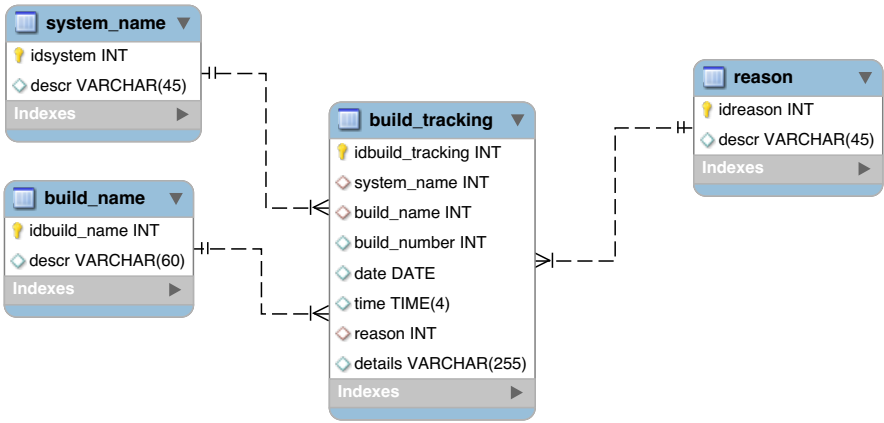 system_name
idsystem INT
descr VARCHAR(45)
Indexes
build_name
idbuild_name INT
descr VARCHAR(60)
Indexes
build_tracking
idbuild_tracking INT
system_name INT
build_name INT
build_number INT
date DATE
time TIME(4)
reason INT
details VARCHAR(255)
Indexes
reason
idreason INT
descr VARCHAR(45)
Indexes